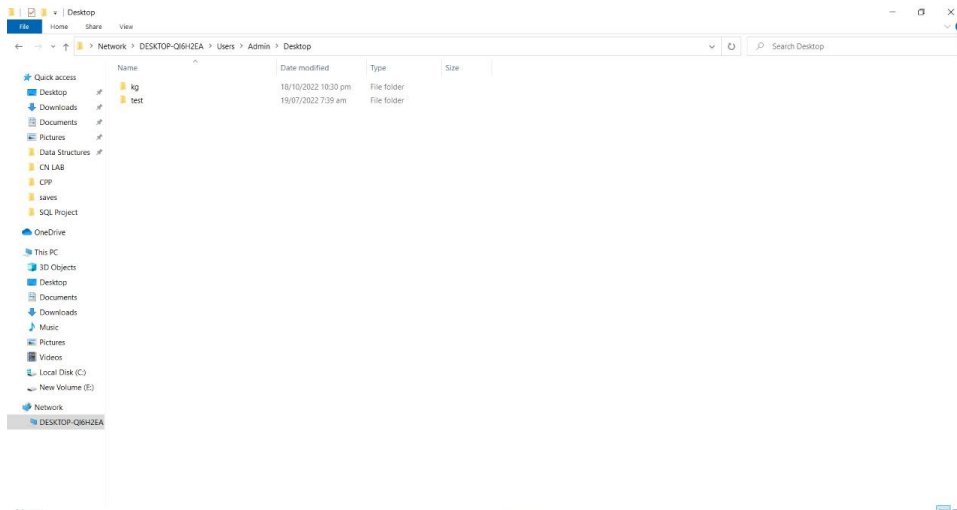 Desktop
File Home Share View
Network > DESKTOP-QI6H2EA > Users > Admin > Desktop
Search Desktop
Name Date modified Type Size
Quick access
Desktop
Downloads
Documents
Pictures
Data Structures
CN LAB
CPP
saves
SQL Project
OneDrive
This PC
3D Objects
Desktop
Documents
Downloads
Music
Pictures
Videos
Local Disk (C:)
New Volume (E:)
Network
DESKTOP-QI6H2EA
kg 18/10/2022 10:30 pm File folder
test 19/07/2022 7:39 am File folder